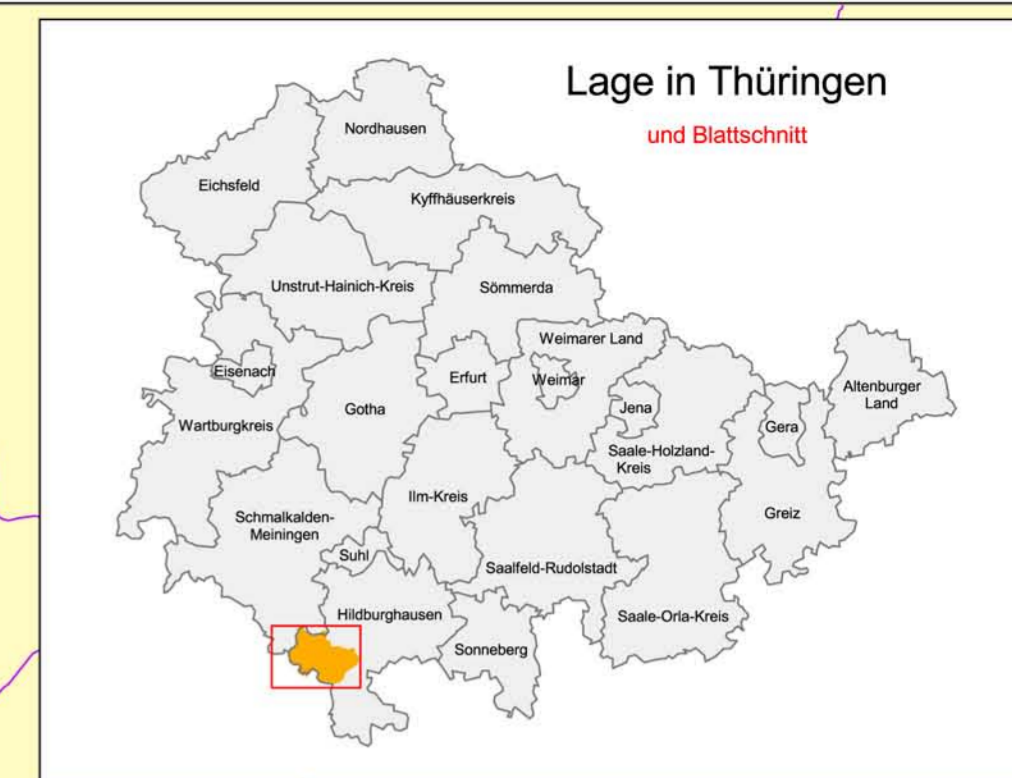 Lage in Thüringen
und Blattschnitt
Nordhausen
Eichsfeld
Kyffhäuserkreis
Unstrut-Hainich-Kreis
Sömmerda
Weimarer Land
Eisenach
Erfurt
Weimar
Altenburger
Land
Gotha
Jena
Wartburgkreis
Gera
Saale-Holzland-
Kreis
Ilm-Kreis
Schmalkalden-
Meiningen
Greiz
Suhl
Saalfeld-Rudolstadt
Hildburghausen
Saale-Orla-Kreis
Sonneberg